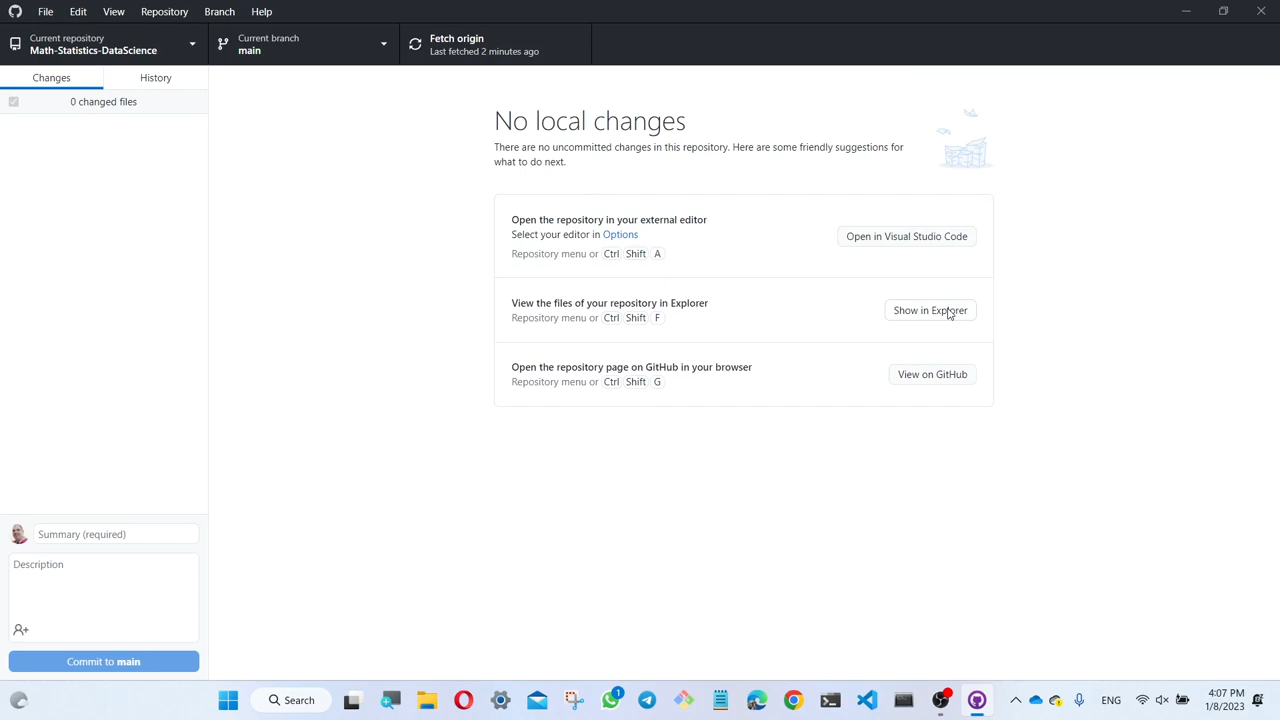 File Edit View Repository Branch Help
Current repository
Math-Statistics-DataScience
Current branch
main
Fetch origin
Last fetched 2 minutes ago
Changes History
0 changed files
No local changes
There are no uncommitted changes in this repository. Here are some friendly suggestions for
what to do next.
Open the repository in your external editor
Select your editor in Options
Repository menu or Ctrl Shift A
Open in Visual Studio Code
View the files of your repository in Explorer
Repository menu or Ctrl Shift F
Show in Explorer
Open the repository page on GitHub in your browser
Repository menu or Ctrl Shift G
View on GitHub
Summary (required)
Description
Commit to main
Search
1
ENG
4:07 PM
1/8/2023